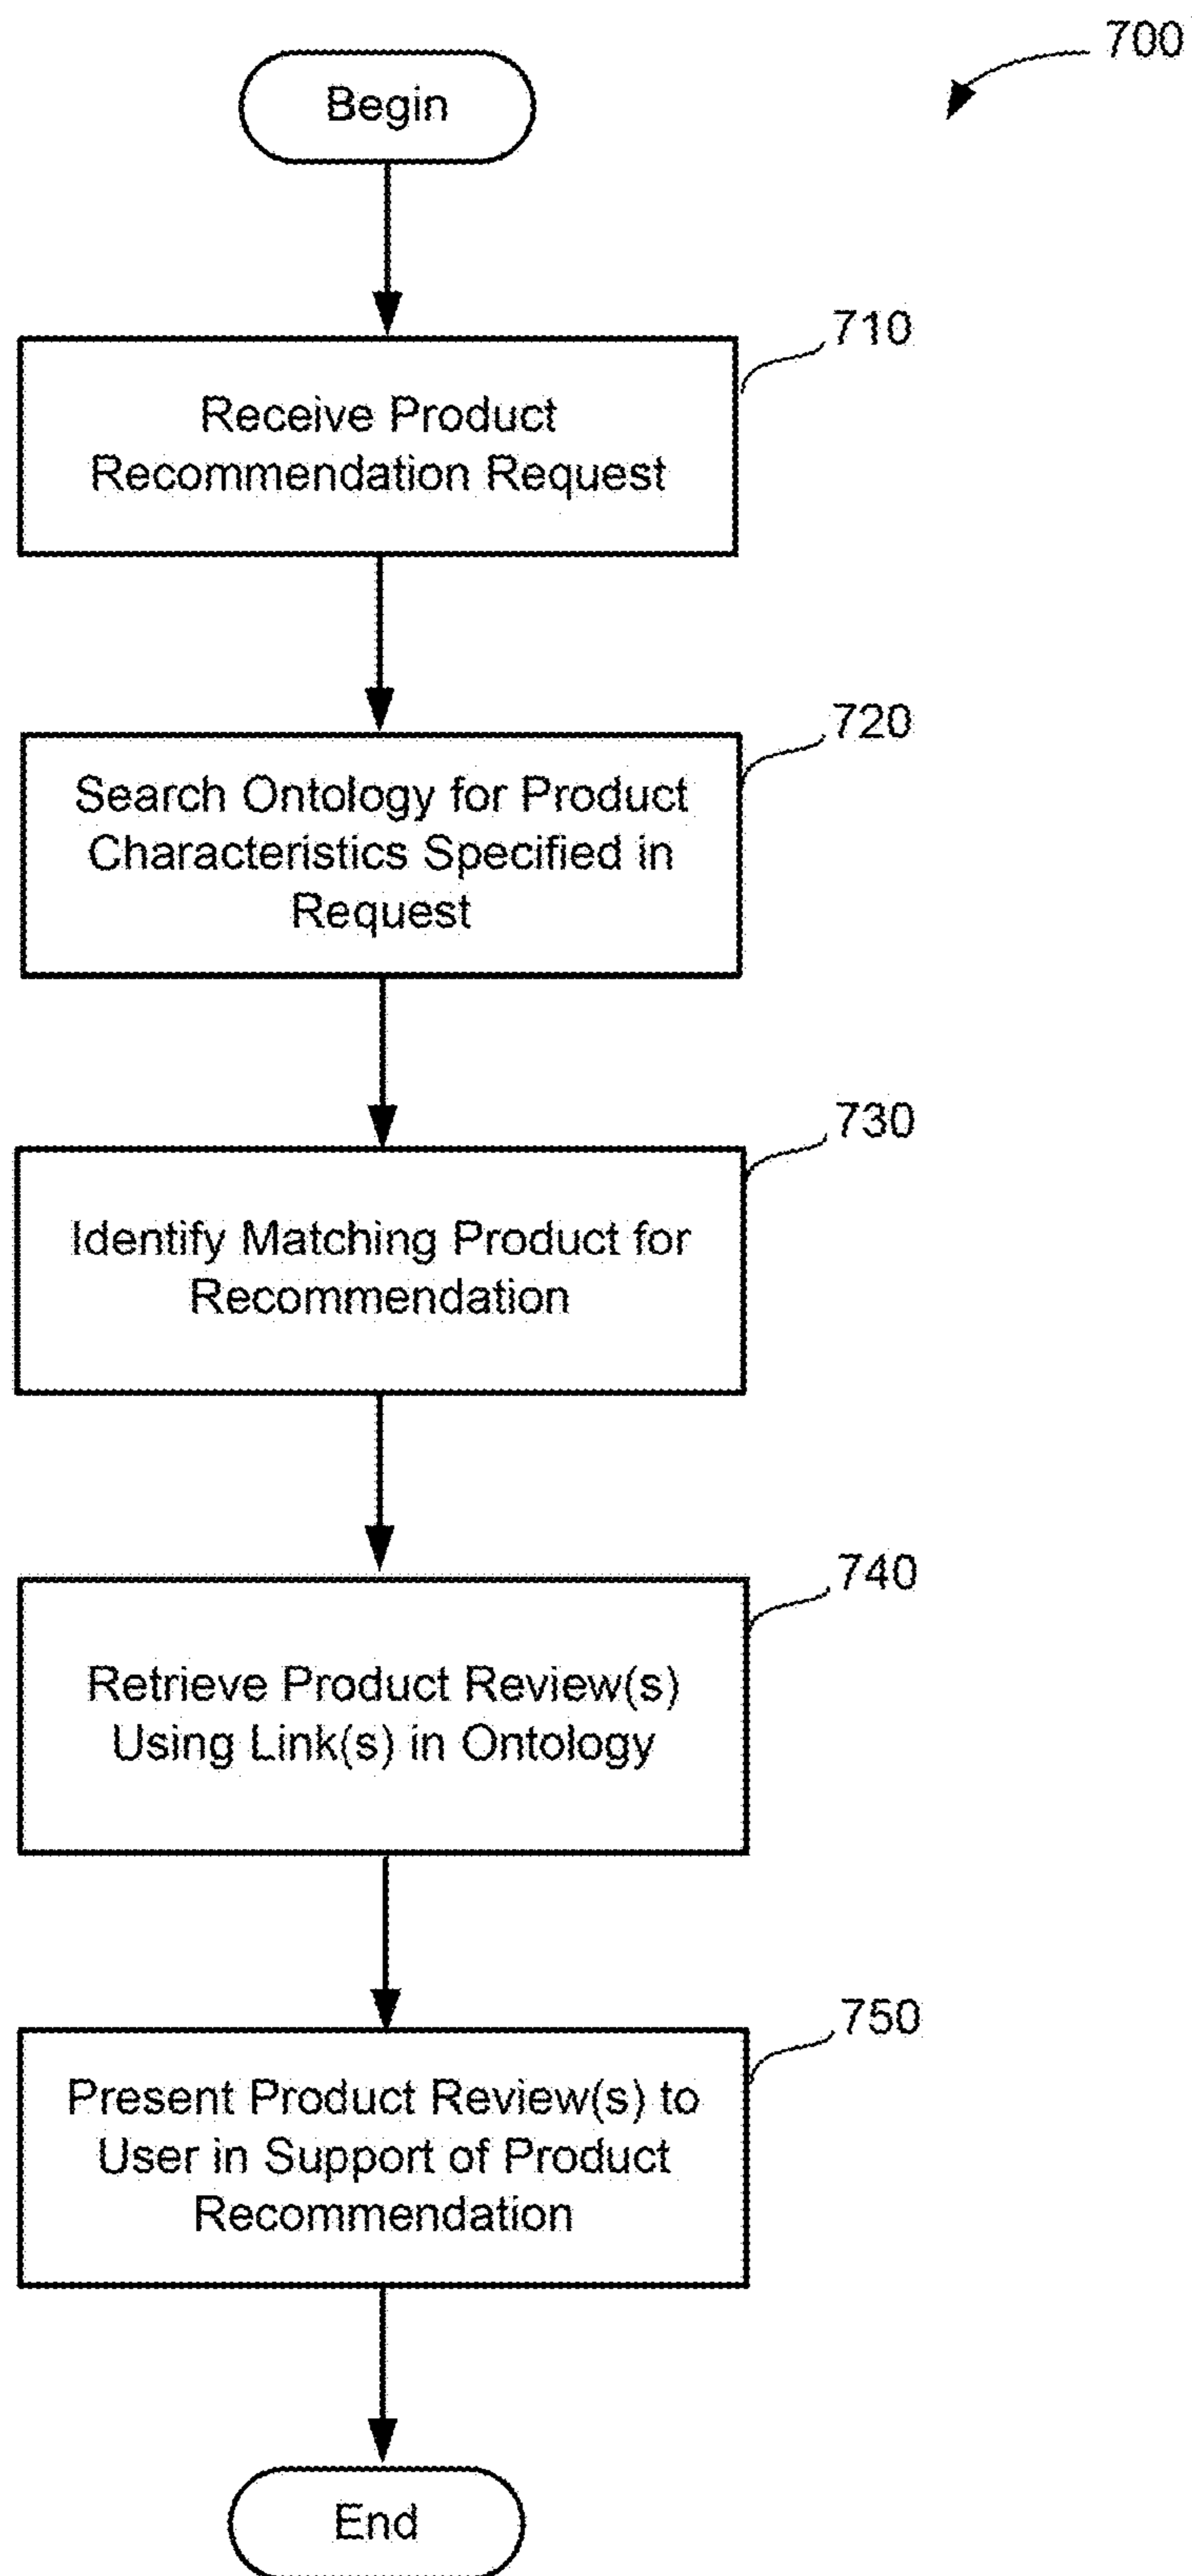 700
Begin
710
Receive Product
Recommendation Request
720
Search Ontology for Product
Characteristics Specified in
Request
730
Identify Matching Product for
Recommendation
740
Retrieve Product Review(s)
Using Link(s) in Ontology
750
Present Product Review(s) to
User in Support of Product
Recommendation
End